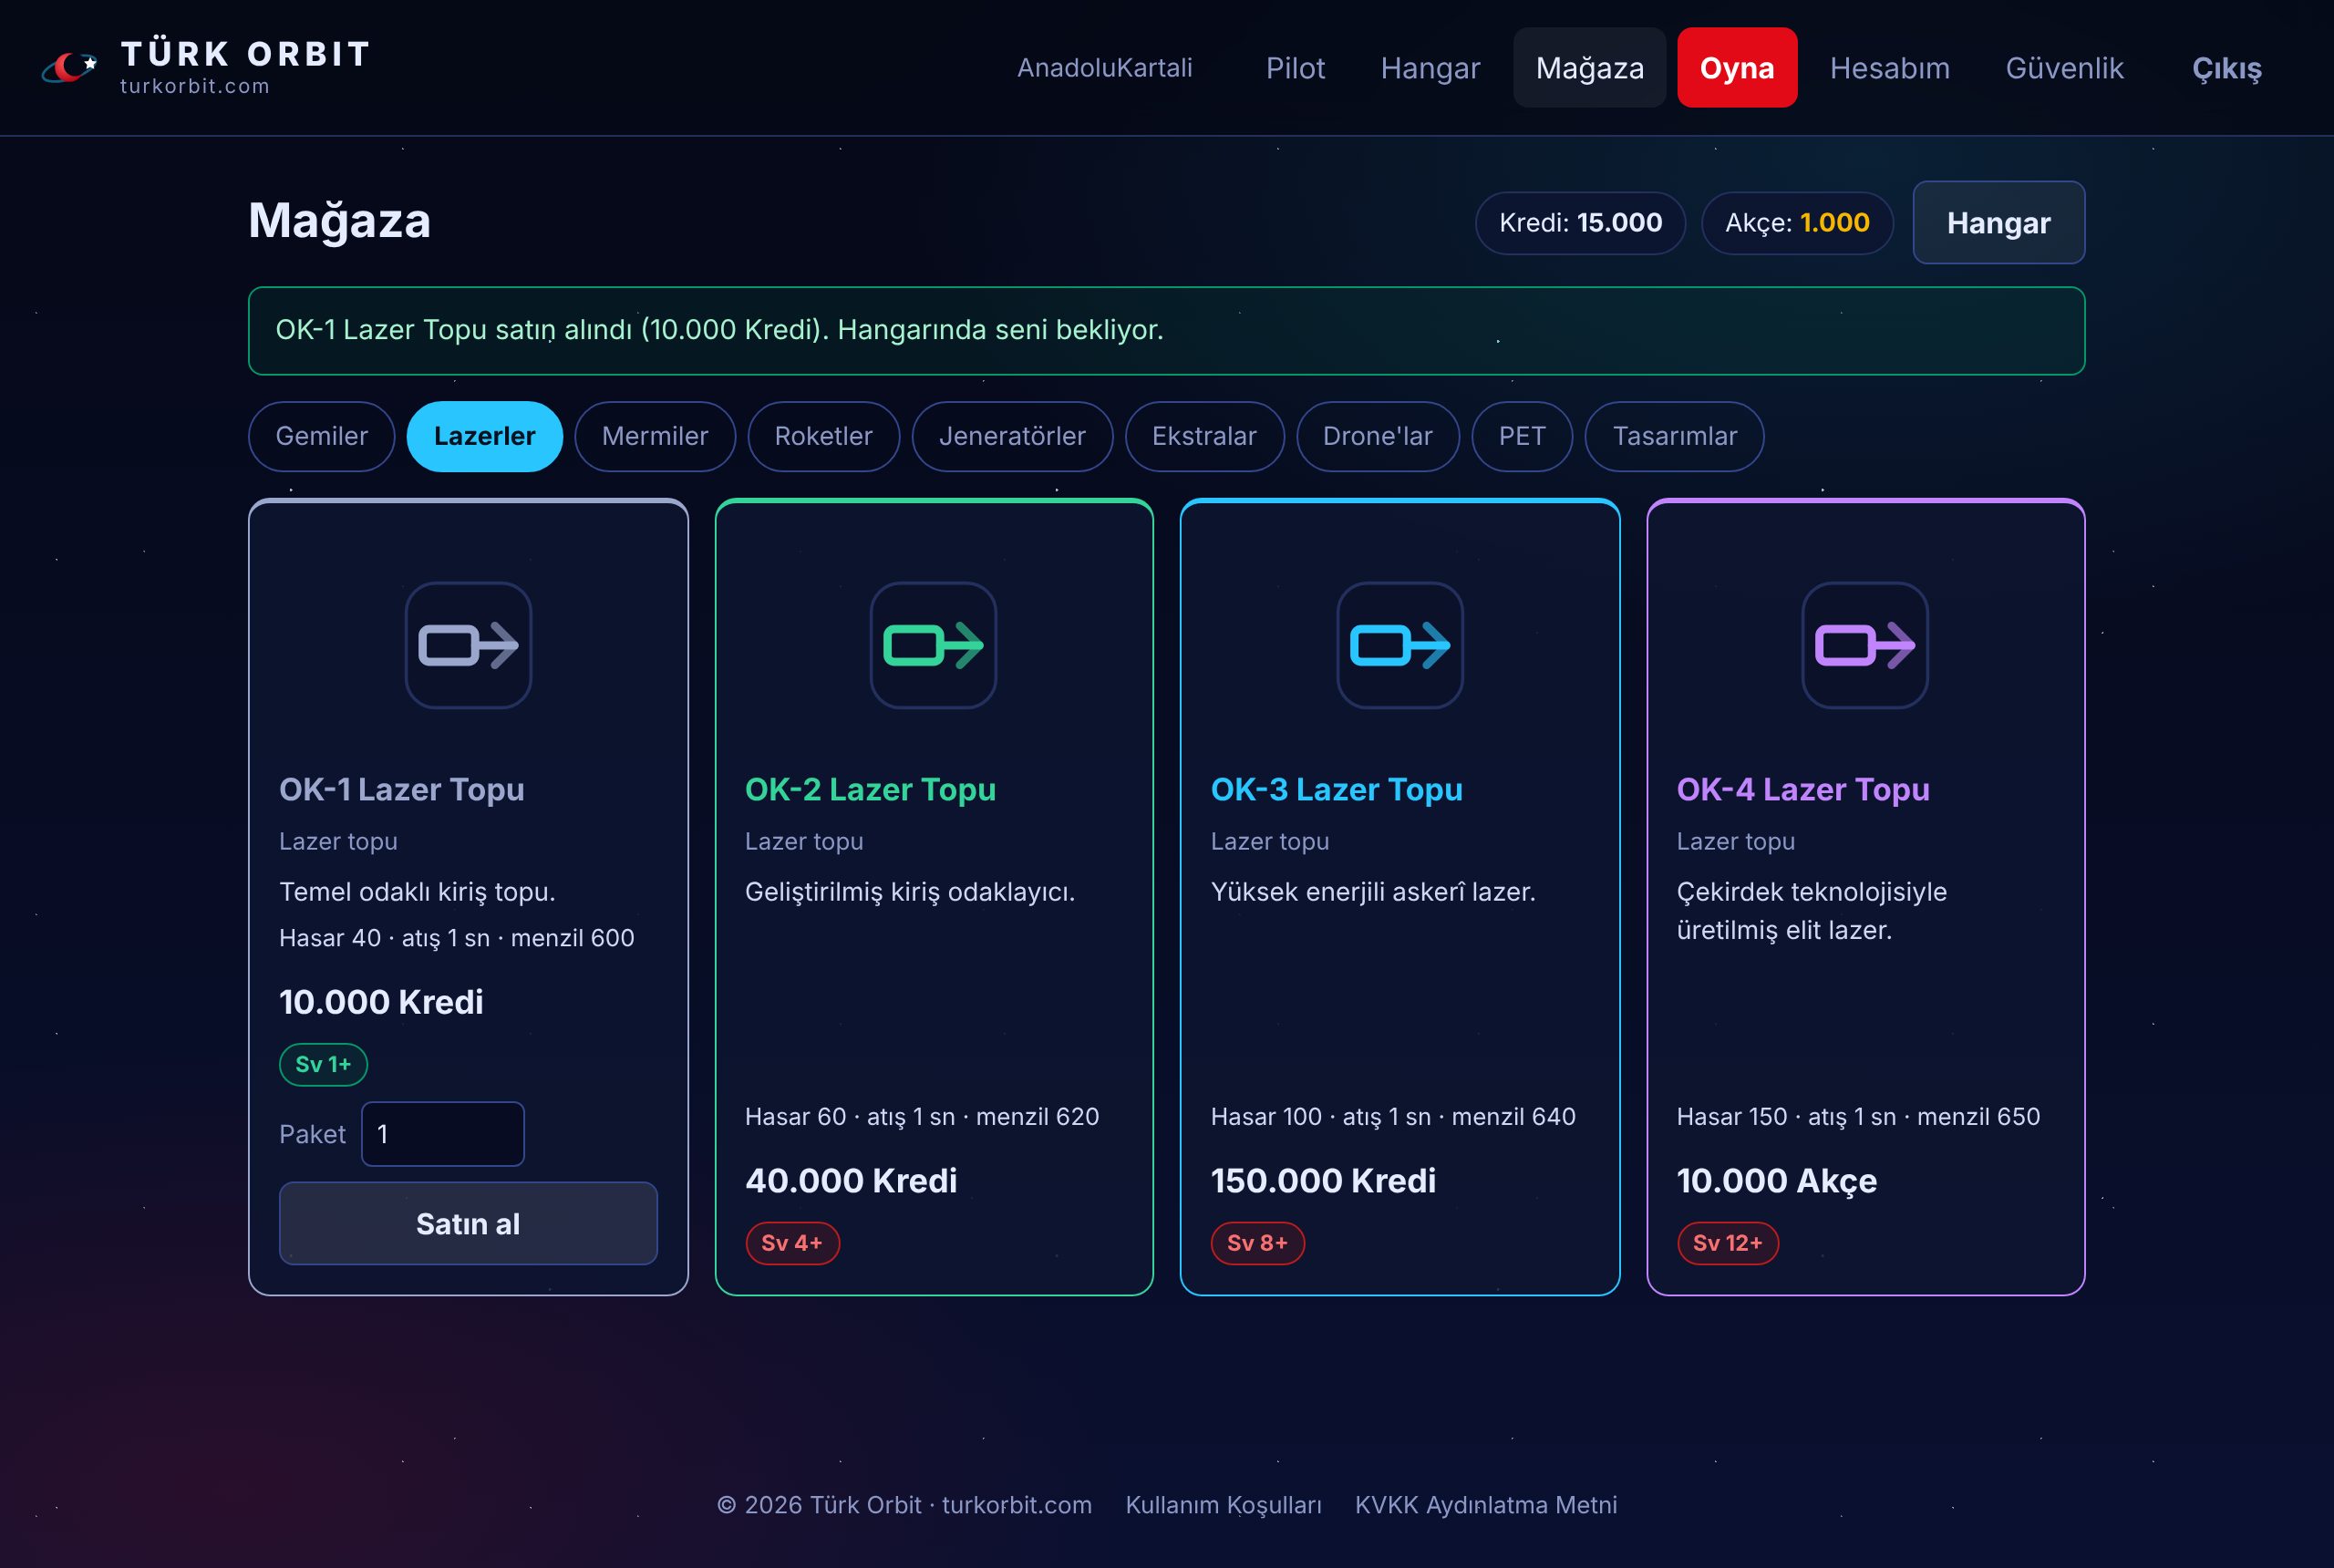 TÜRK ORBIT
turkorbit.com
AnadoluKartali Pilot Hangar Mağaza Oyna Hesabım Güvenlik Çıkış
Mağaza
Kredi: 15.000 Akçe: 1.000 Hangar
OK-1 Lazer Topu satın alındı (10.000 Kredi). Hangarında seni bekliyor.
Gemiler Lazerler Mermiler Roketler Jeneratörler Ekstralar Drone'lar PET Tasarımlar
OK-1 Lazer Topu
Lazer topu
Temel odaklı kiriş topu.
Hasar 40 · atış 1 sn · menzil 600
10.000 Kredi
Sv 1+
Paket 1
Satın al
OK-2 Lazer Topu
Lazer topu
Geliştirilmiş kiriş odaklayıcı.
Hasar 60 · atış 1 sn · menzil 620
40.000 Kredi
Sv 4+
OK-3 Lazer Topu
Lazer topu
Yüksek enerjili askerî lazer.
Hasar 100 · atış 1 sn · menzil 640
150.000 Kredi
Sv 8+
OK-4 Lazer Topu
Lazer topu
Çekirdek teknolojisiyle
üretilmiş elit lazer.
Hasar 150 · atış 1 sn · menzil 650
10.000 Akçe
Sv 12+
© 2026 Türk Orbit · turkorbit.com Kullanım Koşulları KVKK Aydınlatma Metni